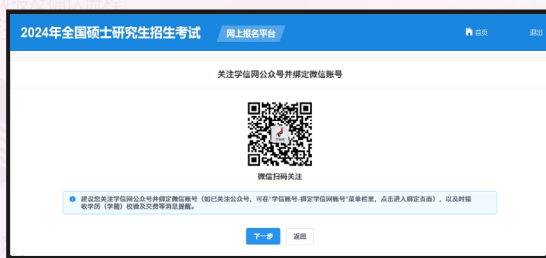 2024年全国硕士研究生招生考试 网上报名平台 首页 退出
关注学信网公众号并绑定微信账号
微信扫码关注
建议您关注学信网公众号并绑定微信账号（如已关注公众号，可在"学信账号-绑定学信网账号"菜单栏里，点击进入绑定页面），以及时接
收学历（学籍）核验及交费等消息提醒。
下一步 返回